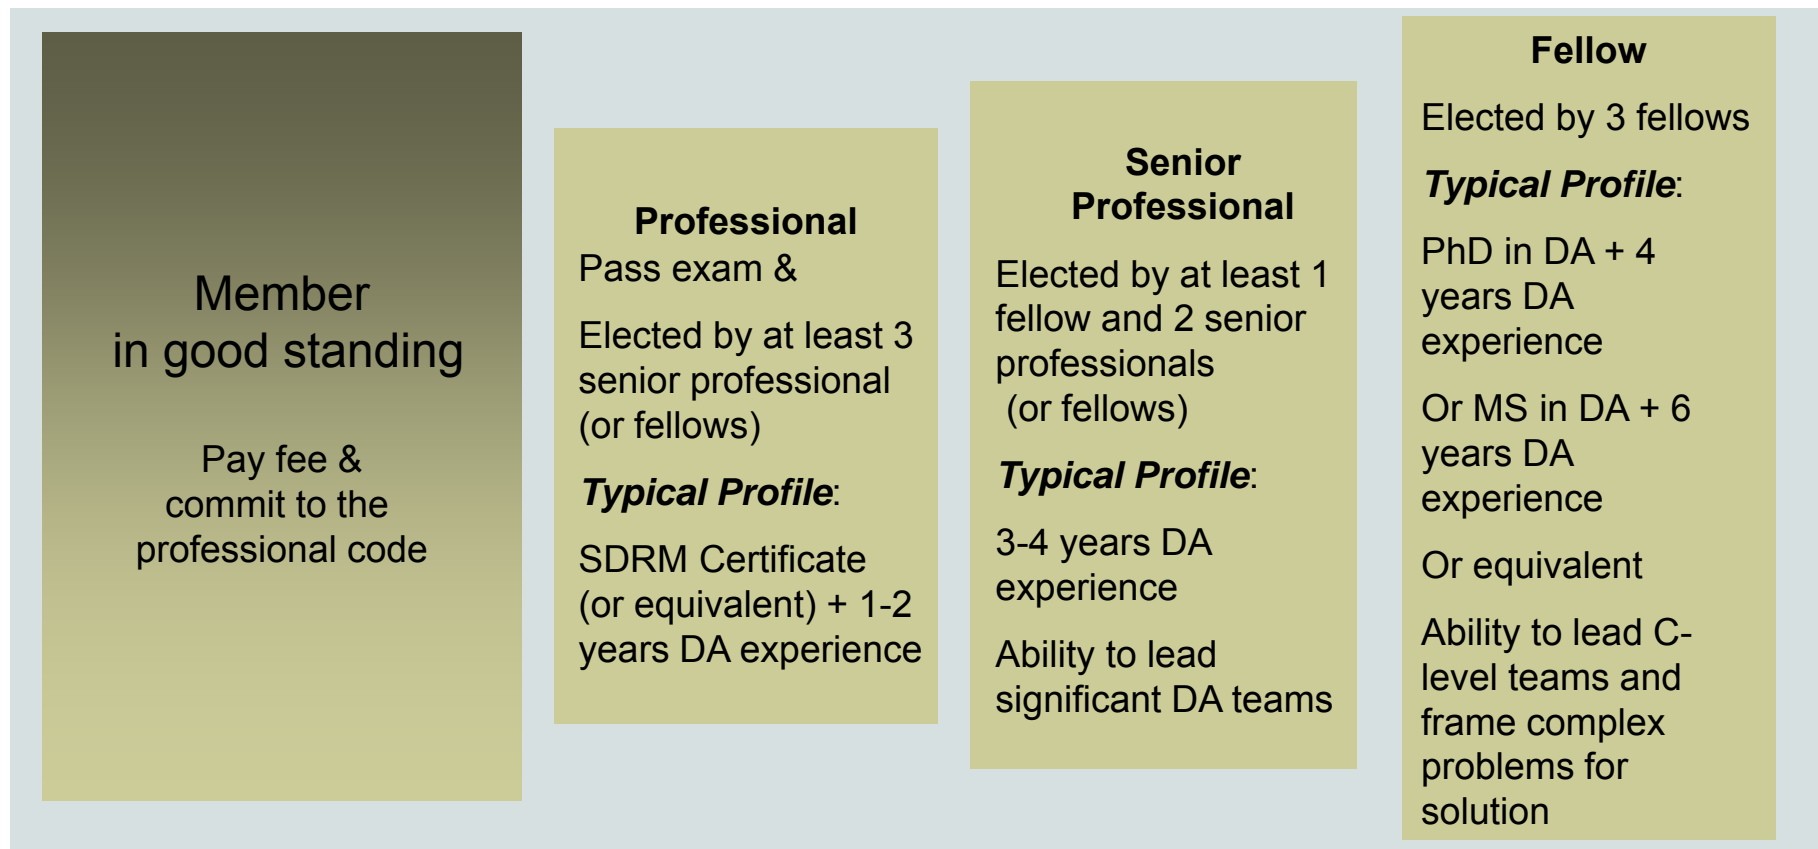 Member
in good standing
Pay fee &
commit to the
professional code
Professional
Pass exam &
Elected by at least 3
senior professional
(or fellows)
Typical Profile:
SDRM Certificate
(or equivalent) + 1-2
years DA experience
Senior
Professional
Elected by at least 1
fellow and 2 senior
professionals
(or fellows)
Typical Profile:
3-4 years DA
experience
Ability to lead
significant DA teams
Fellow
Elected by 3 fellows
Typical Profile:
PhD in DA + 4
years DA
experience
Or MS in DA + 6
years DA
experience
Or equivalent
Ability to lead C-
level teams and
frame complex
problems for
solution